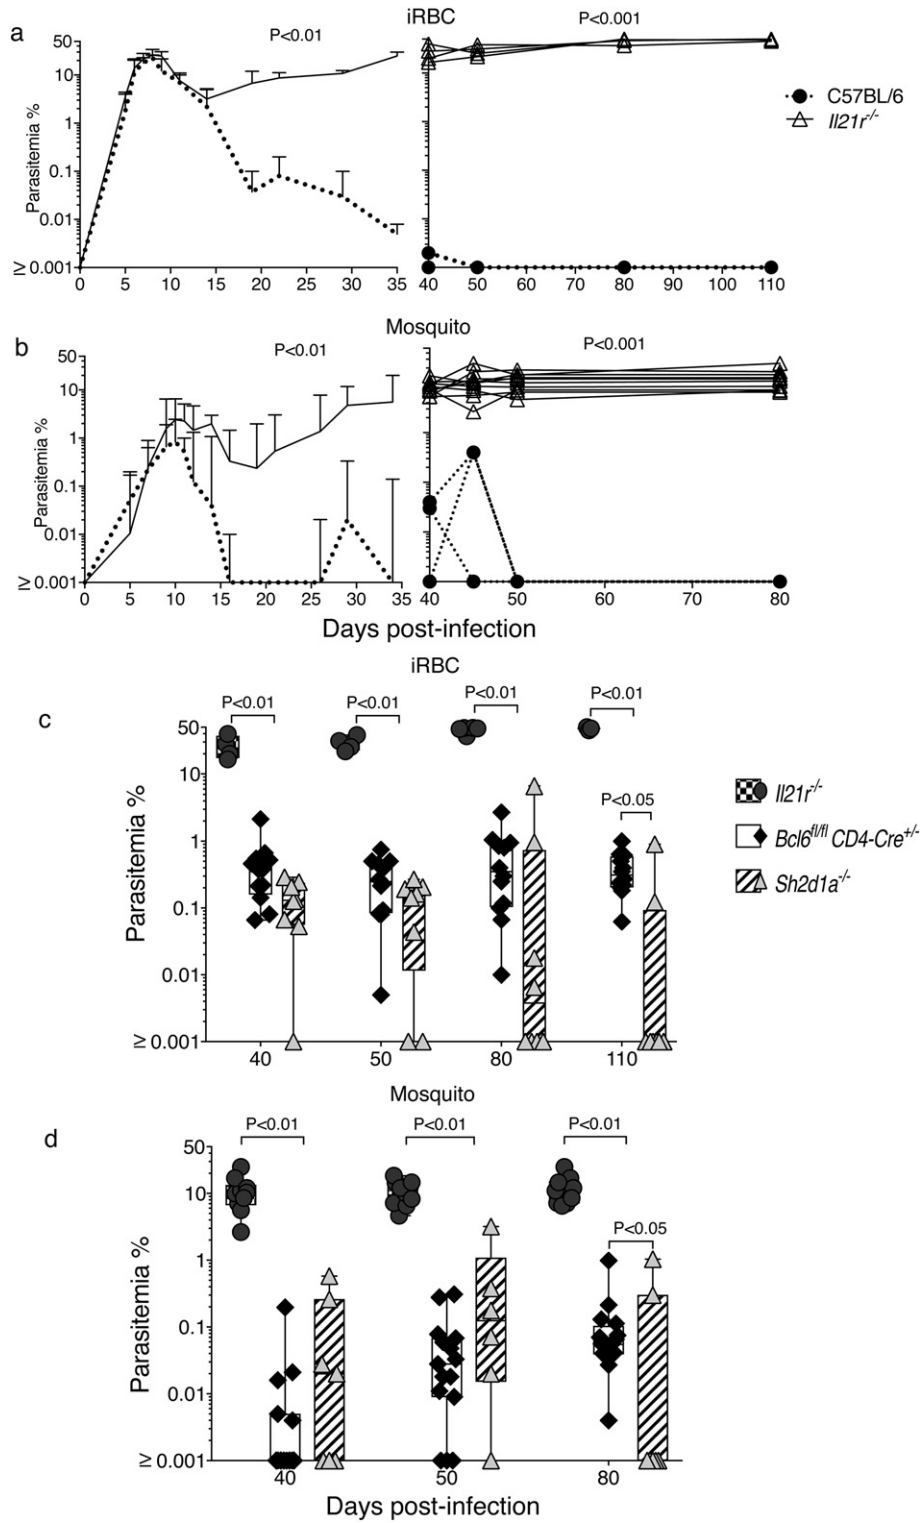 iRBC
a
P<0.01
P<0.001
50
10
1
0.1
0.01
≥ 0.001
Parasitemia %
0 5 10 15 20 25 30 35
40 50 60 70 80 90 100 110
C57BL/6
Il21r-/-
Mosquito
b
P<0.01
P<0.001
50
10
1
0.1
0.01
≥ 0.001
Parasitemia %
0 5 10 15 20 25 30 35
40 50 60 70 80
Days post-infection
iRBC
c
P<0.01 P<0.01 P<0.01 P<0.01
50
10
1
0.1
0.01
≥ 0.001
Parasitemia %
P<0.05
40 50 80 110
Il21r-/-
Bcl6fl/fl CD4-Cre+/-
Sh2d1a-/-
Mosquito
d
P<0.01 P<0.01 P<0.01
50
10
1
0.1
0.01
≥ 0.001
Parasitemia %
P<0.05
40 50 80
Days post-infection